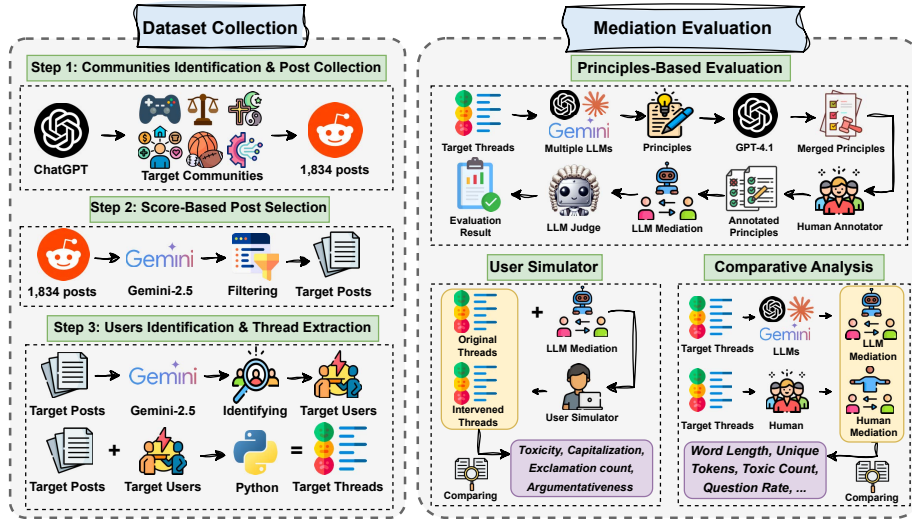 Dataset Collection
Step 1: Communities Identification & Post Collection
ChatGPT
Target Communities
1,834 posts
Step 2: Score-Based Post Selection
1,834 posts
Gemini
Gemini-2.5
Filtering
Target Posts
Step 3: Users Identification & Thread Extraction
Target Posts
Gemini
Gemini-2.5
Identifying
Target Users
Target Posts
+
Target Users
Python
=
Target Threads
Mediation Evaluation
Principles-Based Evaluation
Target Threads
Gemini
Multiple LLMs
Principles
GPT-4.1
Merged Principles
Evaluation
Result
LLM Judge
LLM Mediation
Annotated
Principles
Human Annotator
User Simulator
Original
Threads
+
LLM Mediation
Intervened
Threads
User Simulator
Comparing
Toxicity, Capitalization,
Exclamation count,
Argumentativeness
Comparative Analysis
Target Threads
Gemini
LLMs
LLM
Mediation
Target Threads
Human
Human
Mediation
Word Length, Unique
Tokens, Toxic Count,
Question Rate, ...
Comparing